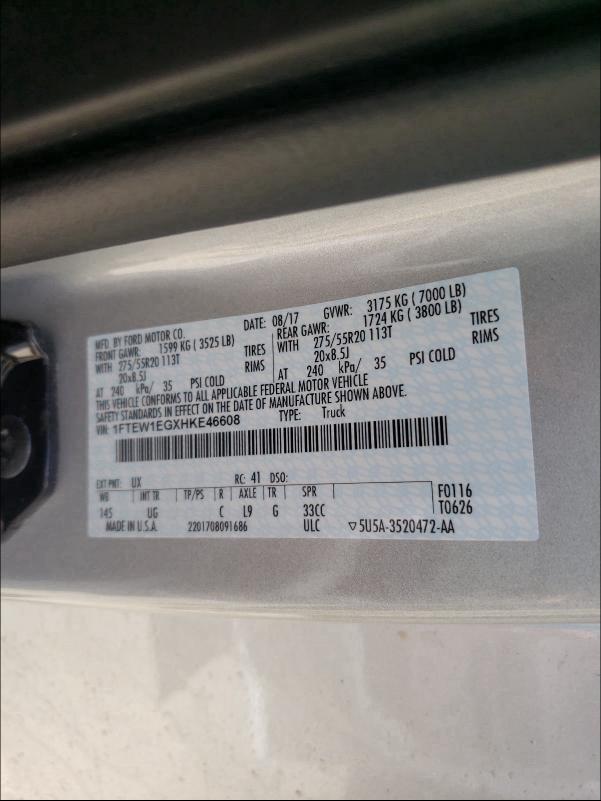 MFD. BY FORD MOTOR CO.
DATE: 08/17 GVWR: 3175 KG ( 7000 LB)
FRONT GAWR: 1599 KG ( 3525 LB) REAR GAWR: 1724 KG ( 3800 LB)
WITH 275/55R20 113T TIRES WITH 275/55R20 113T TIRES
20x8.5J RIMS 20x8.5J RIMS
AT 240 kPa/ 35 PSI COLD AT 240 kPa/ 35 PSI COLD
THIS VEHICLE CONFORMS TO ALL APPLICABLE FEDERAL MOTOR VEHICLE
SAFETY STANDARDS IN EFFECT ON THE DATE OF MANUFACTURE SHOWN ABOVE.
VIN: 1FTEW1EGXHKE46608 TYPE: Truck
EXT PNT: UX RC: 41 DSO:
WB INT TR TP/PS R AXLE TR SPR F0116
145 UG C L9 G 33CC T0626
MADE IN U.S.A. 2201708091686 ULC ▽5U5A-3520472-AA